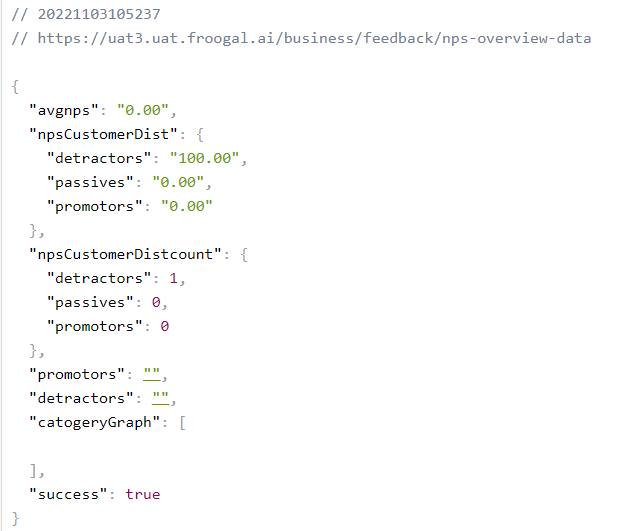 // 20221103105237
// https://uat3.uat.froogal.ai/business/feedback/nps-overview-data
{
"avgnps": "0.00",
"npsCustomerDist": {
"detractors": "100.00",
"passives": "0.00",
"promotors": "0.00"
},
"npsCustomerDistcount": {
"detractors": 1,
"passives": 0,
"promotors": 0
},
"promotors": "",
"detractors": "",
"catogeryGraph": [
],
"success": true
}